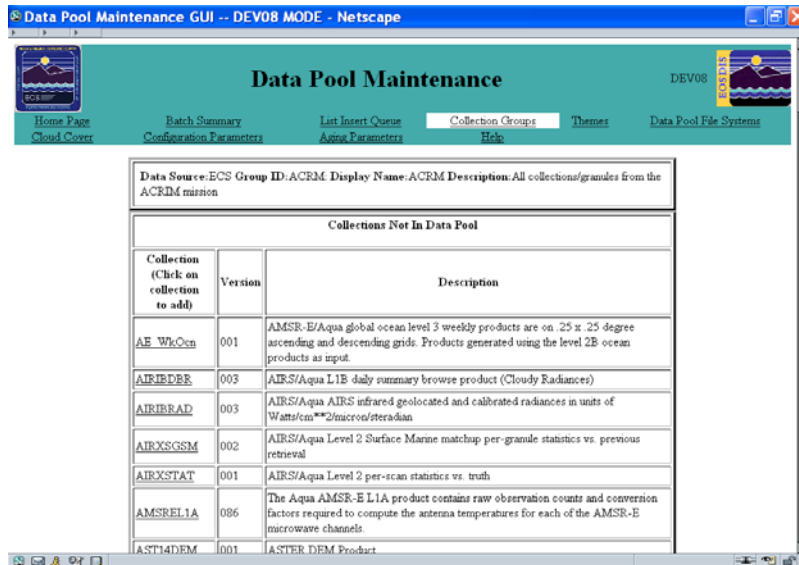 Data Pool Maintenance GUI -- DEV08 MODE - Netscape
ECS
Data Pool Maintenance
DEV08
EOSDIS
Home Page Batch Summary List Insert Queue Collection Groups Themes Data Pool File Systems
Cloud Cover Configuration Parameters Aging Parameters Help
Data Source:ECS Group ID:ACRM Display Name:ACRM Description:All collections/granules from the
ACRIM mission
Collections Not In Data Pool
Collection
(Click on
collection
to add)
Version
Description
AE_WkOcn
001
AMSR-E/Aqua global ocean level 3 weekly products are on .25 x .25 degree
ascending and descending grids. Products generated using the level 2B ocean
products as input.
AIRIBDBR
003
AIRS/Aqua L1B daily summary browse product (Cloudy Radiances)
AIRIBRAD
003
AIRS/Aqua AIRS infrared geolocated and calibrated radiances in units of
Watts/cm**2/micron/steradian
AIRXSGSM
002
AIRS/Aqua Level 2 Surface Marine matchup per-granule statistics vs. previous
retrieval
AIRXSTAT
001
AIRS/Aqua Level 2 per-scan statistics vs. truth
AMSREL1A
086
The Aqua AMSR-E L1A product contains raw observation counts and conversion
factors required to compute the antenna temperatures for each of the AMSR-E
microwave channels.
AST14DEM
001
ASTER DEM Product